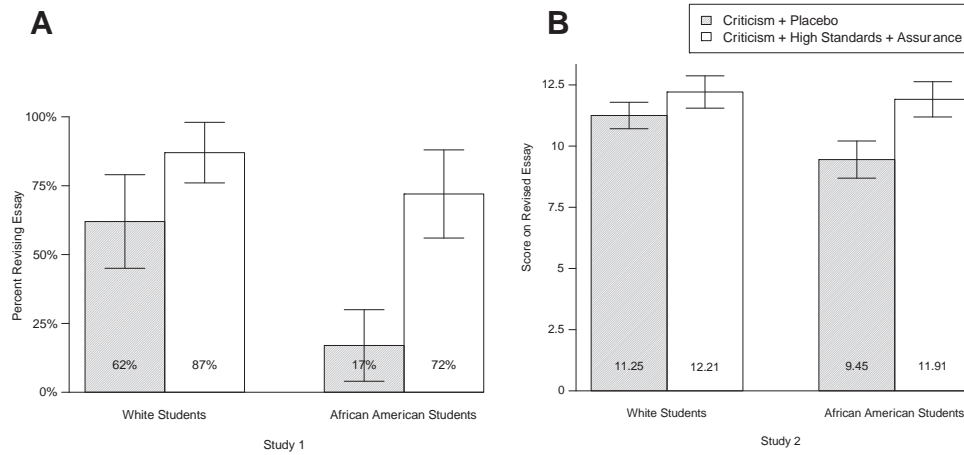 A
B
Criticism + Placebo
Criticism + High Standards + Assurance
Percent Revising Essay
100%
75%
50%
25%
0%
62%
87%
17%
72%
White Students
African American Students
Study 1
Score on Revised Essay
12.5
10
7.5
5
2.5
0
11.25
12.21
9.45
11.91
White Students
African American Students
Study 2